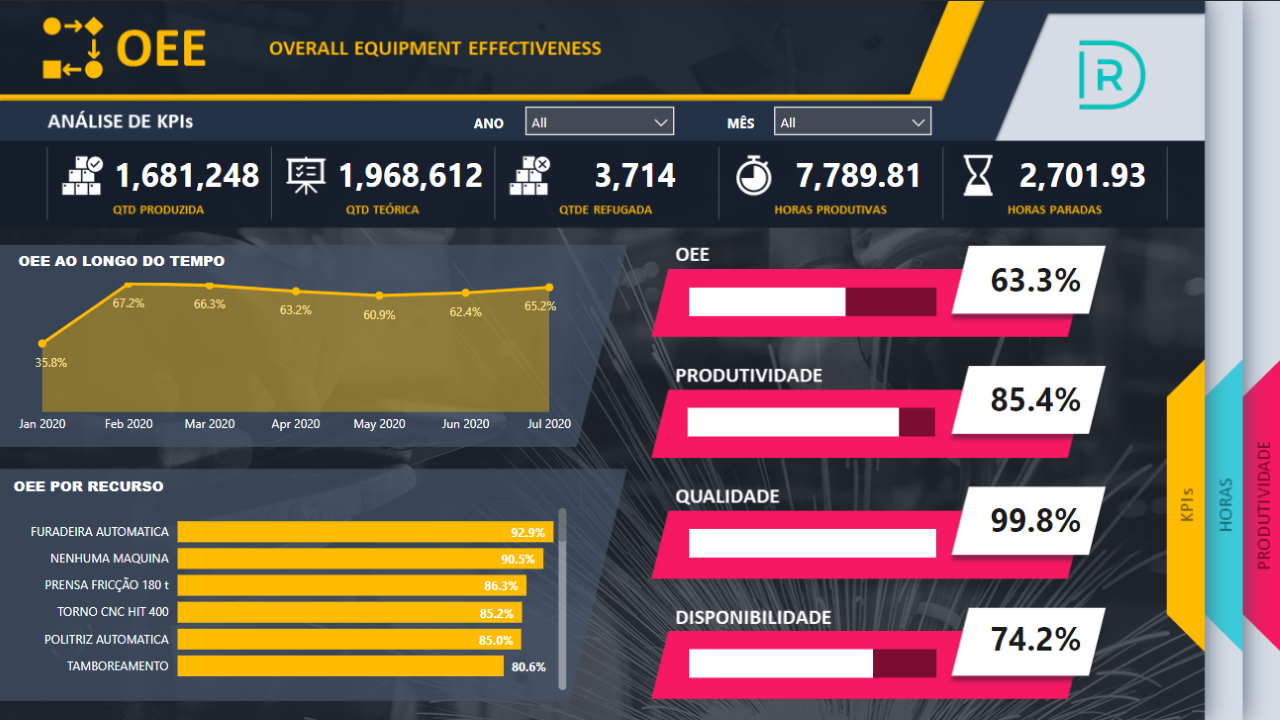 OEE
OVERALL EQUIPMENT EFFECTIVENESS
R
ANÁLISE DE KPIs
ANO
All
MÊS
All
1,681,248
QTD PRODUZIDA
1,968,612
QTD TEÓRICA
3,714
QTDE REFUGADA
7,789.81
HORAS PRODUTIVAS
2,701.93
HORAS PARADAS
OEE AO LONGO DO TEMPO
35.8%
67.2%
66.3%
63.2%
60.9%
62.4%
65.2%
Jan 2020
Feb 2020
Mar 2020
Apr 2020
May 2020
Jun 2020
Jul 2020
OEE POR RECURSO
FURADEIRA AUTOMATICA 92.9%
NENHUMA MAQUINA 90.5%
PRENSA FRICÇÃO 180 t 86.3%
TORNO CNC HIT 400 85.2%
POLITRIZ AUTOMATICA 85.0%
TAMBOREAMENTO 80.6%
OEE
63.3%
PRODUTIVIDADE
85.4%
QUALIDADE
99.8%
DISPONIBILIDADE
74.2%
KPIs
HORAS
PRODUTIVIDADE